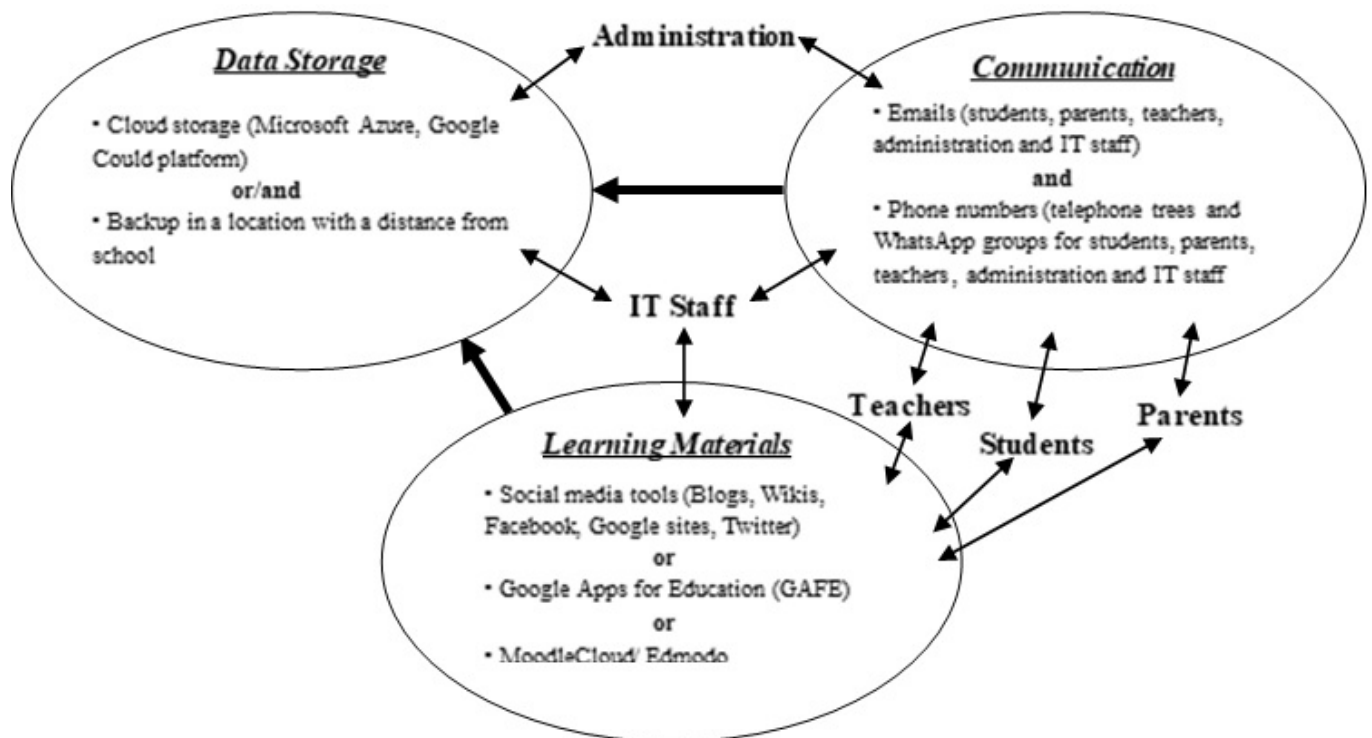 Administration
Data Storage
• Cloud storage (Microsoft Azure, Google
Could platform)
or/and
• Backup in a location with a distance from
school
Communication
• Emails (students, parents, teachers,
administration and IT staff)
and
• Phone numbers (telephone trees and
WhatsApp groups for students, parents,
teachers, administration and IT staff
IT Staff
Teachers
Students
Parents
Learning Materials
• Social media tools (Blogs, Wikis,
Facebook, Google sites, Twitter)
or
• Google Apps for Education (GAFE)
or
• MoodleCloud/ Edmodo